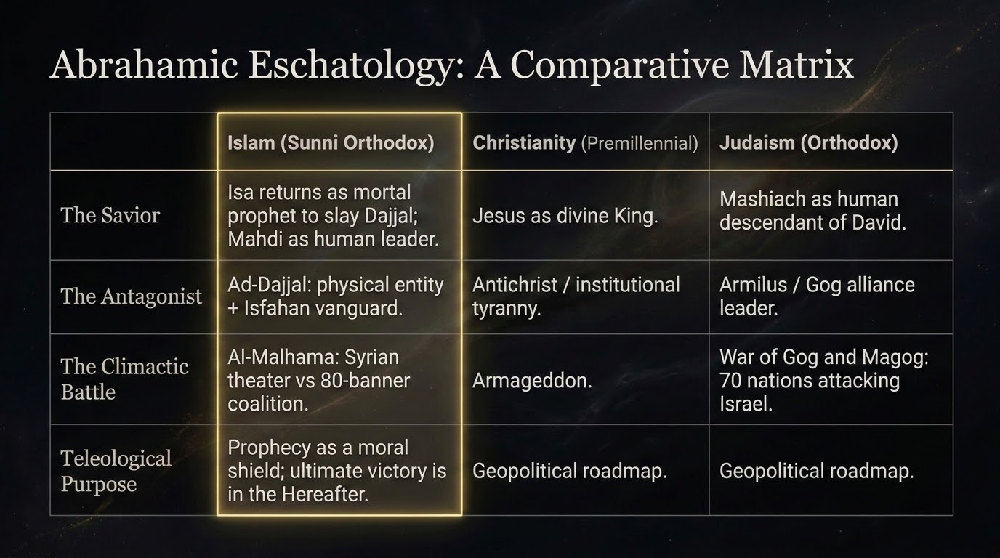 Abrahamic Eschatology: A Comparative Matrix
Islam (Sunni Orthodox)
Christianity (Premillennial)
Judaism (Orthodox)
The Savior
Isa returns as mortal
prophet to slay Dajjal;
Mahdi as human leader.
Jesus as divine King.
Mashiach as human
descendant of David.
The Antagonist
Ad-Dajjal: physical entity
+ Isfahan vanguard.
Antichrist / institutional
tyranny.
Armilus / Gog alliance
leader.
The Climactic
Battle
Al-Malhama: Syrian
theater vs 80-banner
coalition.
Armageddon.
War of Gog and Magog:
70 nations attacking
Israel.
Teleological
Purpose
Prophecy as a moral
shield; ultimate victory is
in the Hereafter.
Geopolitical roadmap.
Geopolitical roadmap.